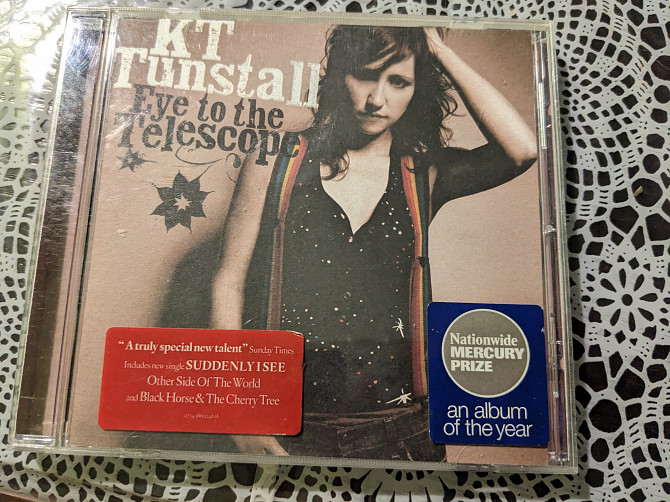 KT
Tunstall
Eye to the
Telescope
"A truly special new talent" Sunday Times
Includes new single SUDDENLY I SEE
Other Side Of The World
and Black Horse & The Cherry Tree
Nationwide
MERCURY
PRIZE
an album
of the year